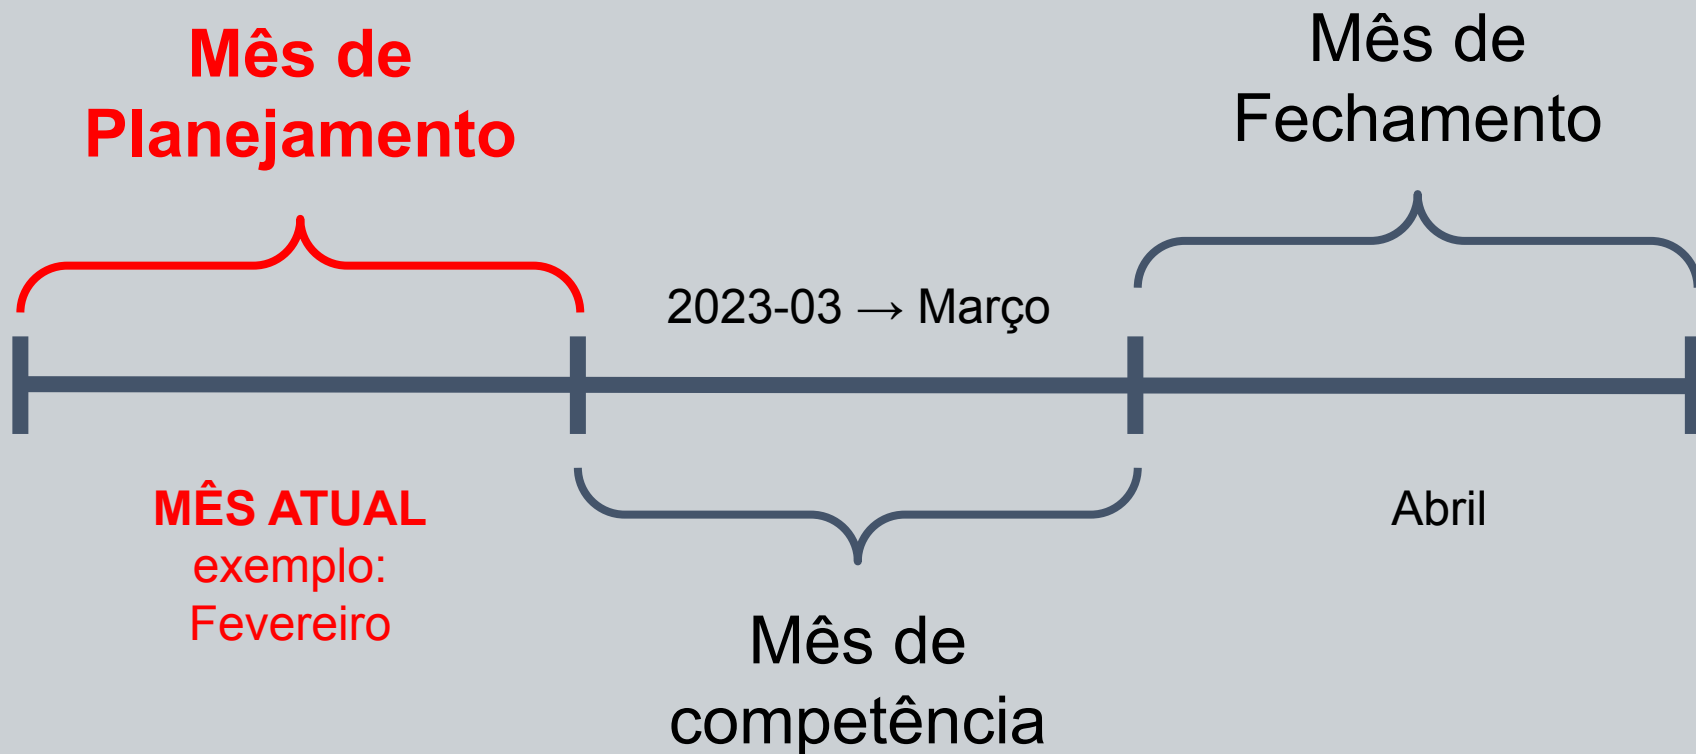 Mês de
Planejamento
Mês de
Fechamento
2023-03 → Março
MÊS ATUAL
exemplo:
Fevereiro
Abril
Mês de
competência